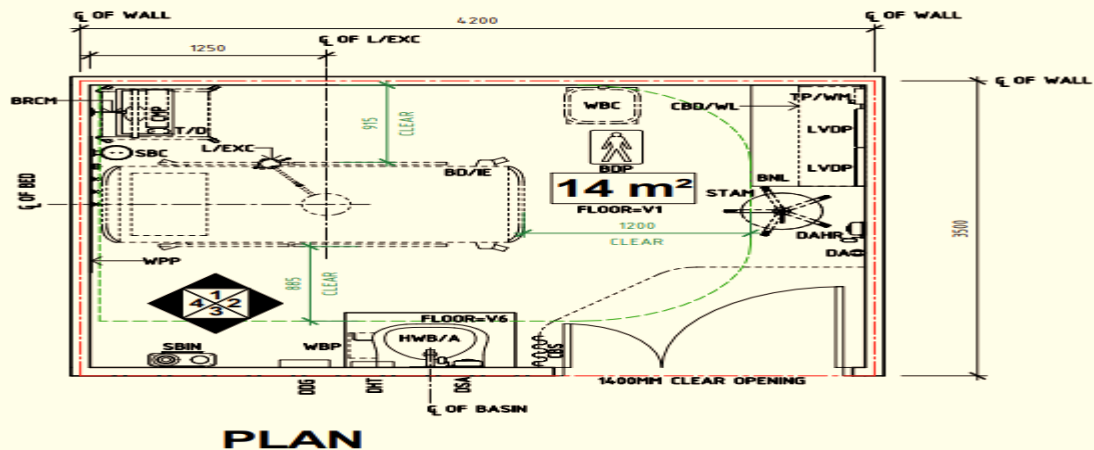 ℄ OF WALL
4200
℄ OF WALL
1250
℄ OF L/EXC
℄ OF WALL
BRCM
CMP
T/D
SBC
L/EXC
915
CLEAR
WBC
CBD/WL
TP/WM
LVDP
LVDP
BDP
BD/IE
14 m²
FLOOR=V1
BNL
STAM
℄ OF BED
1200
CLEAR
DAHR
DA
3500
WPP
885
CLEAR
1
4 2
3
FLOOR=V6
SBIN
WBP
HWB/A
CBS
DDG
DHT
DSA
1400MM CLEAR OPENING
℄ OF BASIN
PLAN